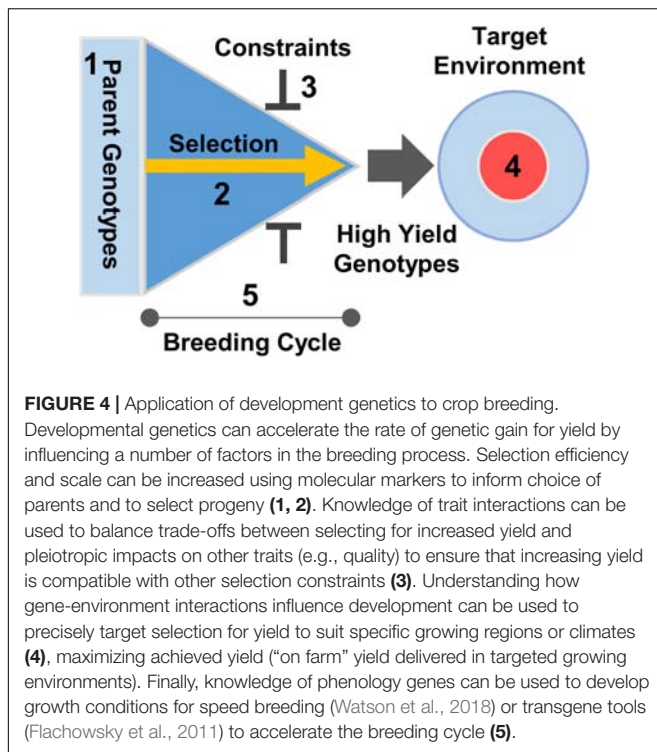 Constraints
3
Target
Environment
1
Parent Genotypes
Selection
2
4
High Yield
Genotypes
5
Breeding Cycle
FIGURE 4 | Application of development genetics to crop breeding.
Developmental genetics can accelerate the rate of genetic gain for yield by
influencing a number of factors in the breeding process. Selection efficiency
and scale can be increased using molecular markers to inform choice of
parents and to select progeny (1, 2). Knowledge of trait interactions can be
used to balance trade-offs between selecting for increased yield and
pleiotropic impacts on other traits (e.g., quality) to ensure that increasing yield
is compatible with other selection constraints (3). Understanding how
gene-environment interactions influence development can be used to
precisely target selection for yield to suit specific growing regions or climates
(4), maximizing achieved yield (“on farm” yield delivered in targeted growing
environments). Finally, knowledge of phenology genes can be used to develop
growth conditions for speed breeding (Watson et al., 2018) or transgene tools
(Flachowsky et al., 2011) to accelerate the breeding cycle (5).